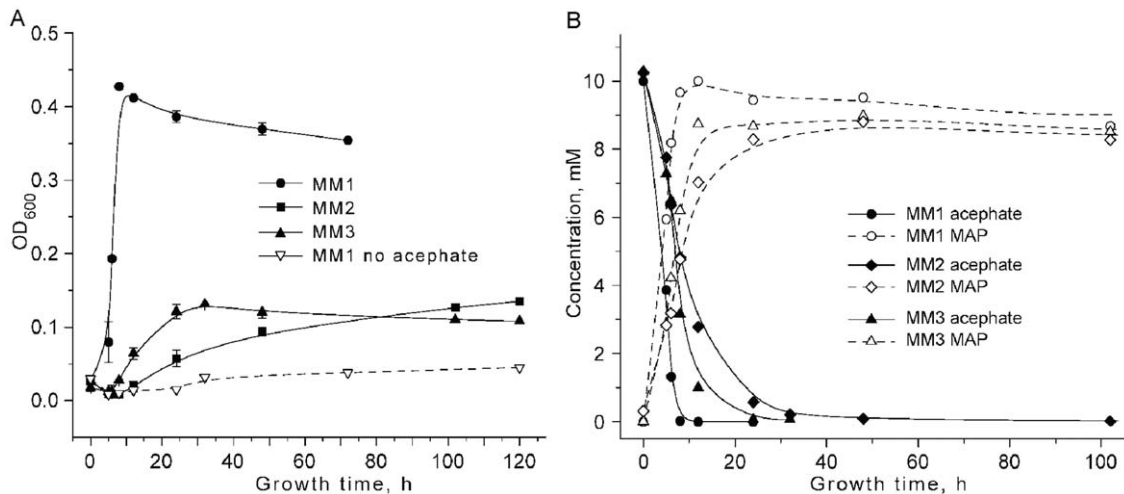 A
0.5
0.4
0.3
0.2
0.1
0.0
OD600
0 20 40 60 80 100 120
Growth time, h
MM1
MM2
MM3
MM1 no acephate
B
10
8
6
4
2
0
Concentration, mM
0 20 40 60 80 100
Growth time, h
MM1 acephate
MM1 MAP
MM2 acephate
MM2 MAP
MM3 acephate
MM3 MAP